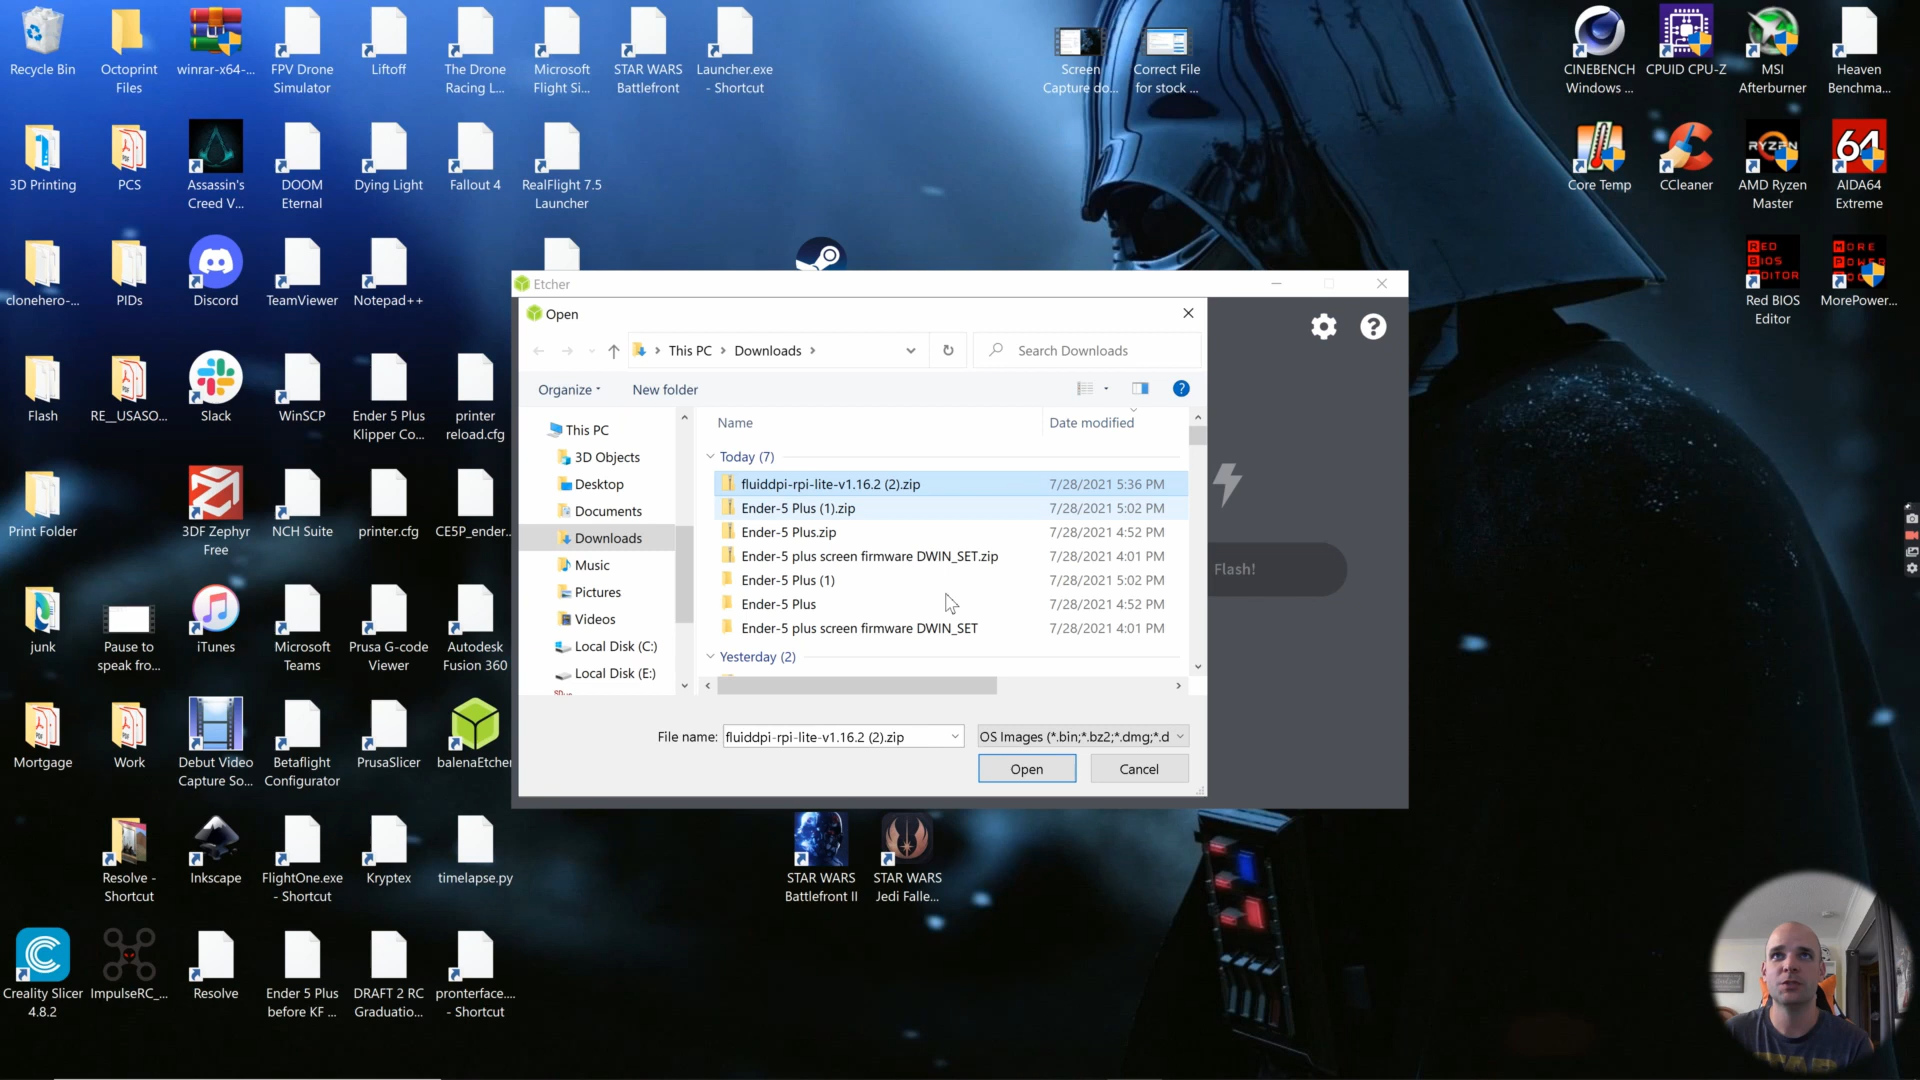 Recycle Bin
Octoprint
Files
winrar-x64-...
FPV Drone
Simulator
Liftoff
The Drone
Racing L...
Microsoft
Flight Si...
STAR WARS
Battlefront
Launcher.exe
- Shortcut
Screen
Capture do...
Correct File
for stock ...
CINEBENCH
Windows ...
CPUID CPU-Z
MSI
Afterburner
Heaven
Benchma...
3D Printing
PCS
Assassin's
Creed V...
DOOM
Eternal
Dying Light
Fallout 4
RealFlight 7.5
Launcher
Core Temp
CCleaner
RYZEN
AMD Ryzen
Master
64
AIDA64
Extreme
clonehero-...
PIDs
Discord
TeamViewer
Notepad++
RED
BIOS
EDITOR
Red BIOS
Editor
MORE
POWER
MorePower...
Etcher
Open
This PC
Downloads
Search Downloads
Organize
New folder
Flash
RE__USASO...
Slack
WinSCP
Ender 5 Plus
Klipper Co...
printer
reload.cfg
This PC
3D Objects
Desktop
Documents
Downloads
Music
Pictures
Videos
Local Disk (C:)
Local Disk (E:)
Name
Date modified
Today (7)
fluiddpi-rpi-lite-v1.16.2 (2).zip
7/28/2021 5:36 PM
Ender-5 Plus (1).zip
7/28/2021 5:02 PM
Ender-5 Plus.zip
7/28/2021 4:52 PM
Ender-5 plus screen firmware DWIN_SET.zip
7/28/2021 4:01 PM
Ender-5 Plus (1)
7/28/2021 5:02 PM
Ender-5 Plus
7/28/2021 4:52 PM
Ender-5 plus screen firmware DWIN_SET
7/28/2021 4:01 PM
Yesterday (2)
Flash!
Print Folder
3DF Zephyr
Free
NCH Suite
printer.cfg
CE5P_ender...
junk
Pause to
speak fro...
iTunes
Microsoft
Teams
Prusa G-code
Viewer
Autodesk
Fusion 360
File name:
fluiddpi-rpi-lite-v1.16.2 (2).zip
OS Images (*.bin;*.bz2;*.dmg;*.d
Open
Cancel
Mortgage
Work
Debut Video
Capture So...
Betaflight
Configurator
PrusaSlicer
balenaEtcher
Resolve -
Shortcut
Inkscape
FlightOne.exe
- Shortcut
Kryptex
timelapse.py
STAR WARS
Battlefront II
STAR WARS
Jedi Falle...
Creality Slicer
4.8.2
ImpulseRC_...
Resolve
Ender 5 Plus
before KF ...
DRAFT 2 RC
Graduatio...
pronterface....
- Shortcut